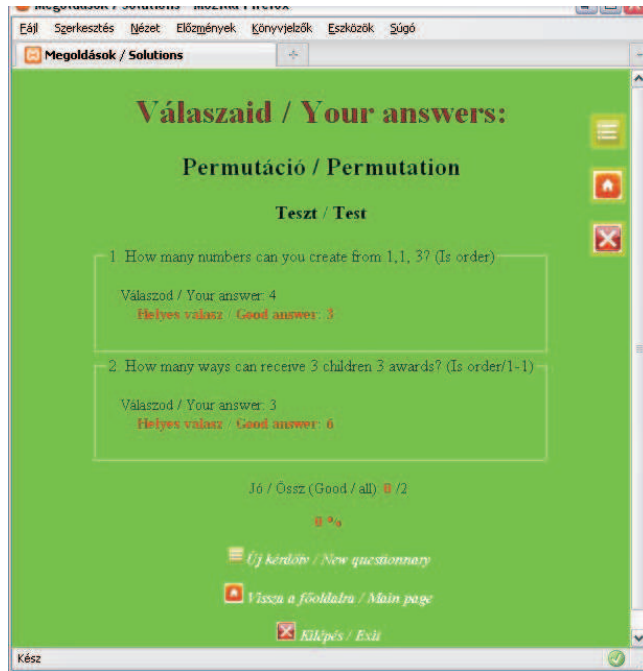 Megoldások / Solutions - Mozilla Firefox
Fájl Szerkesztés Nézet Előzmények Könyvjelzők Eszközök Súgó
Megoldások / Solutions
Válaszaid / Your answers:
Permutáció / Permutation
Teszt / Test
1. How many numbers can you create from 1,1, 3? (Is order)
Válaszod / Your answer: 4
Helyes válasz / Good answer: 3
2. How many ways can receive 3 children 3 awards? (Is order/1-1)
Válaszod / Your answer: 3
Helyes válasz / Good answer: 6
Jó / Össz (Good / all): 0 /2
0 %
Új kérdőív / New questionnary
Vissza a főoldalra / Main page
Kilépés / Exit
Kész